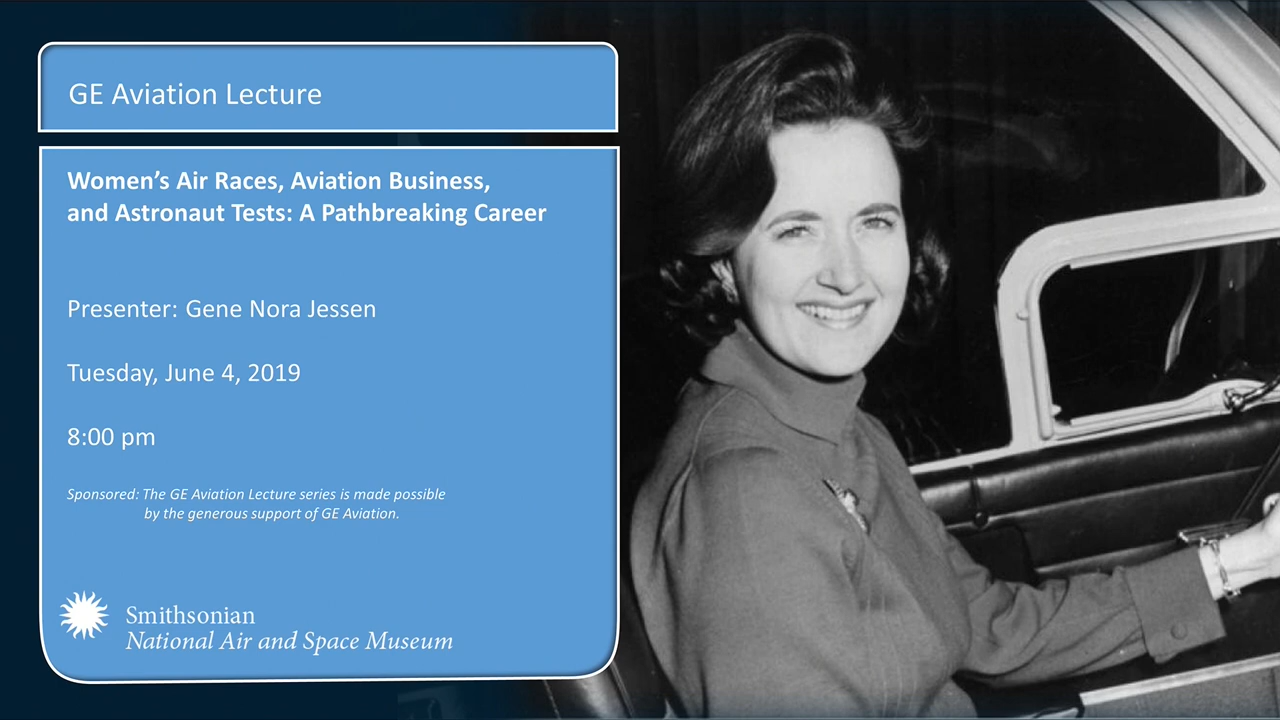 GE Aviation Lecture
Women’s Air Races, Aviation Business,
and Astronaut Tests: A Pathbreaking Career
Presenter: Gene Nora Jessen
Tuesday, June 4, 2019
8:00 pm
Sponsored: The GE Aviation Lecture series is made possible
by the generous support of GE Aviation.
Smithsonian
National Air and Space Museum